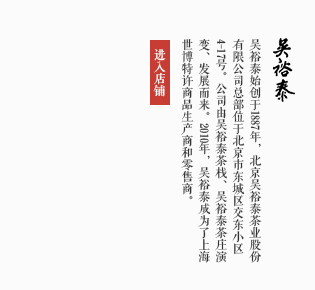 吴裕泰
吴裕泰始创于1887年，北京吴裕泰茶业股份
有限公司总部位于北京市东城区交东小区
4-17号。公司由吴裕泰茶栈、吴裕泰茶庄演
变、发展而来。2010年，吴裕泰成为了上海
世博特许商品生产商和零售商。
进入店铺